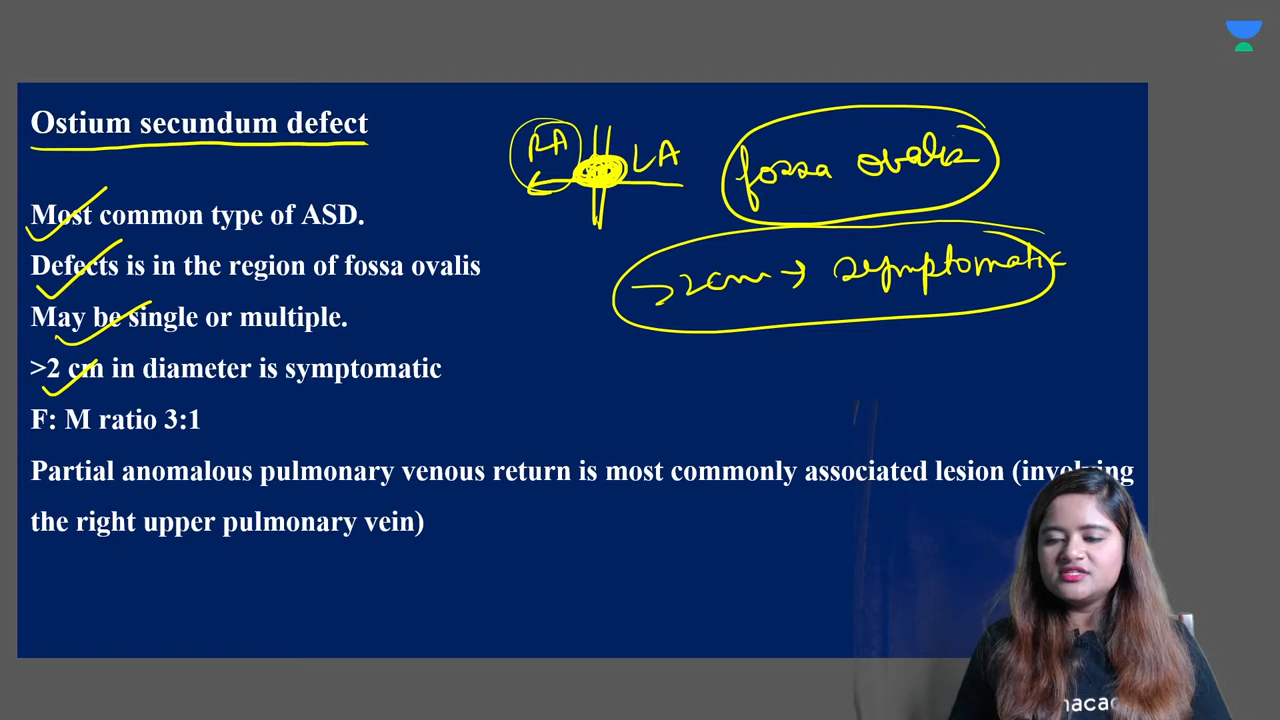 Ostium secundum defect
RA LA
fossa ovalis
Most common type of ASD.
Defects is in the region of fossa ovalis
>2cm → symptomatic
May be single or multiple.
>2 cm in diameter is symptomatic
F: M ratio 3:1
Partial anomalous pulmonary venous return is most commonly associated lesion (involving
the right upper pulmonary vein)
nacad